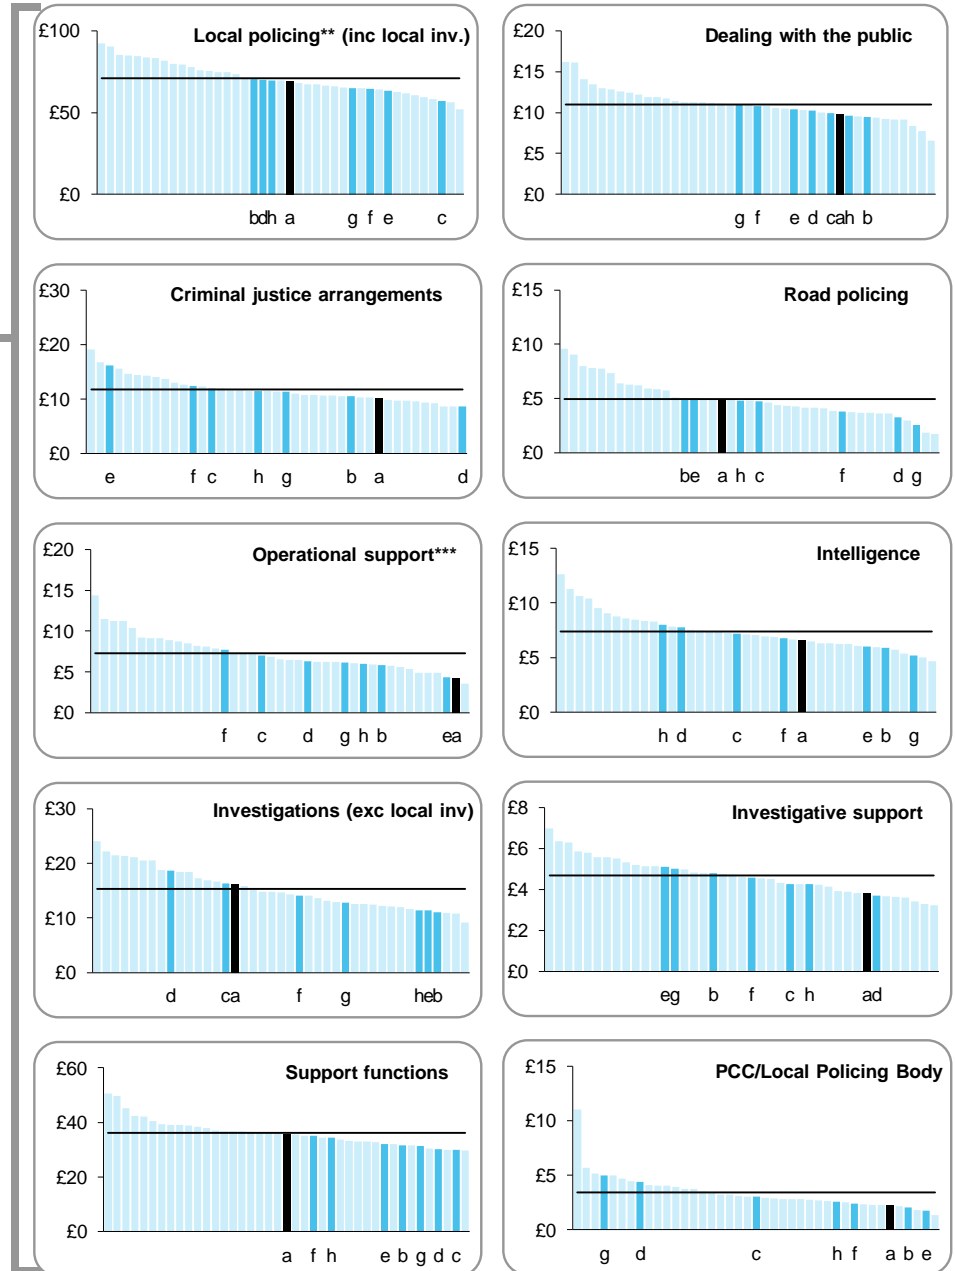 Local policing** (inc local inv.)
£100
£50
£0
bdh a g f e c
Dealing with the public
£20
£15
£10
£5
£0
g f e d cah b
Criminal justice arrangements
£30
£20
£10
£0
e f c h g b a d
Road policing
£15
£10
£5
£0
be a h c f d g
Operational support***
£20
£15
£10
£5
£0
f c d g h b ea
Intelligence
£15
£10
£5
£0
h d c f a e b g
Investigations (exc local inv)
£30
£20
£10
£0
d ca f g heb
Investigative support
£8
£6
£4
£2
£0
eg b f c h ad
Support functions
£60
£40
£20
£0
a f h e b g d c
PCC/Local Policing Body
£15
£10
£5
£0
g d c h f a b e